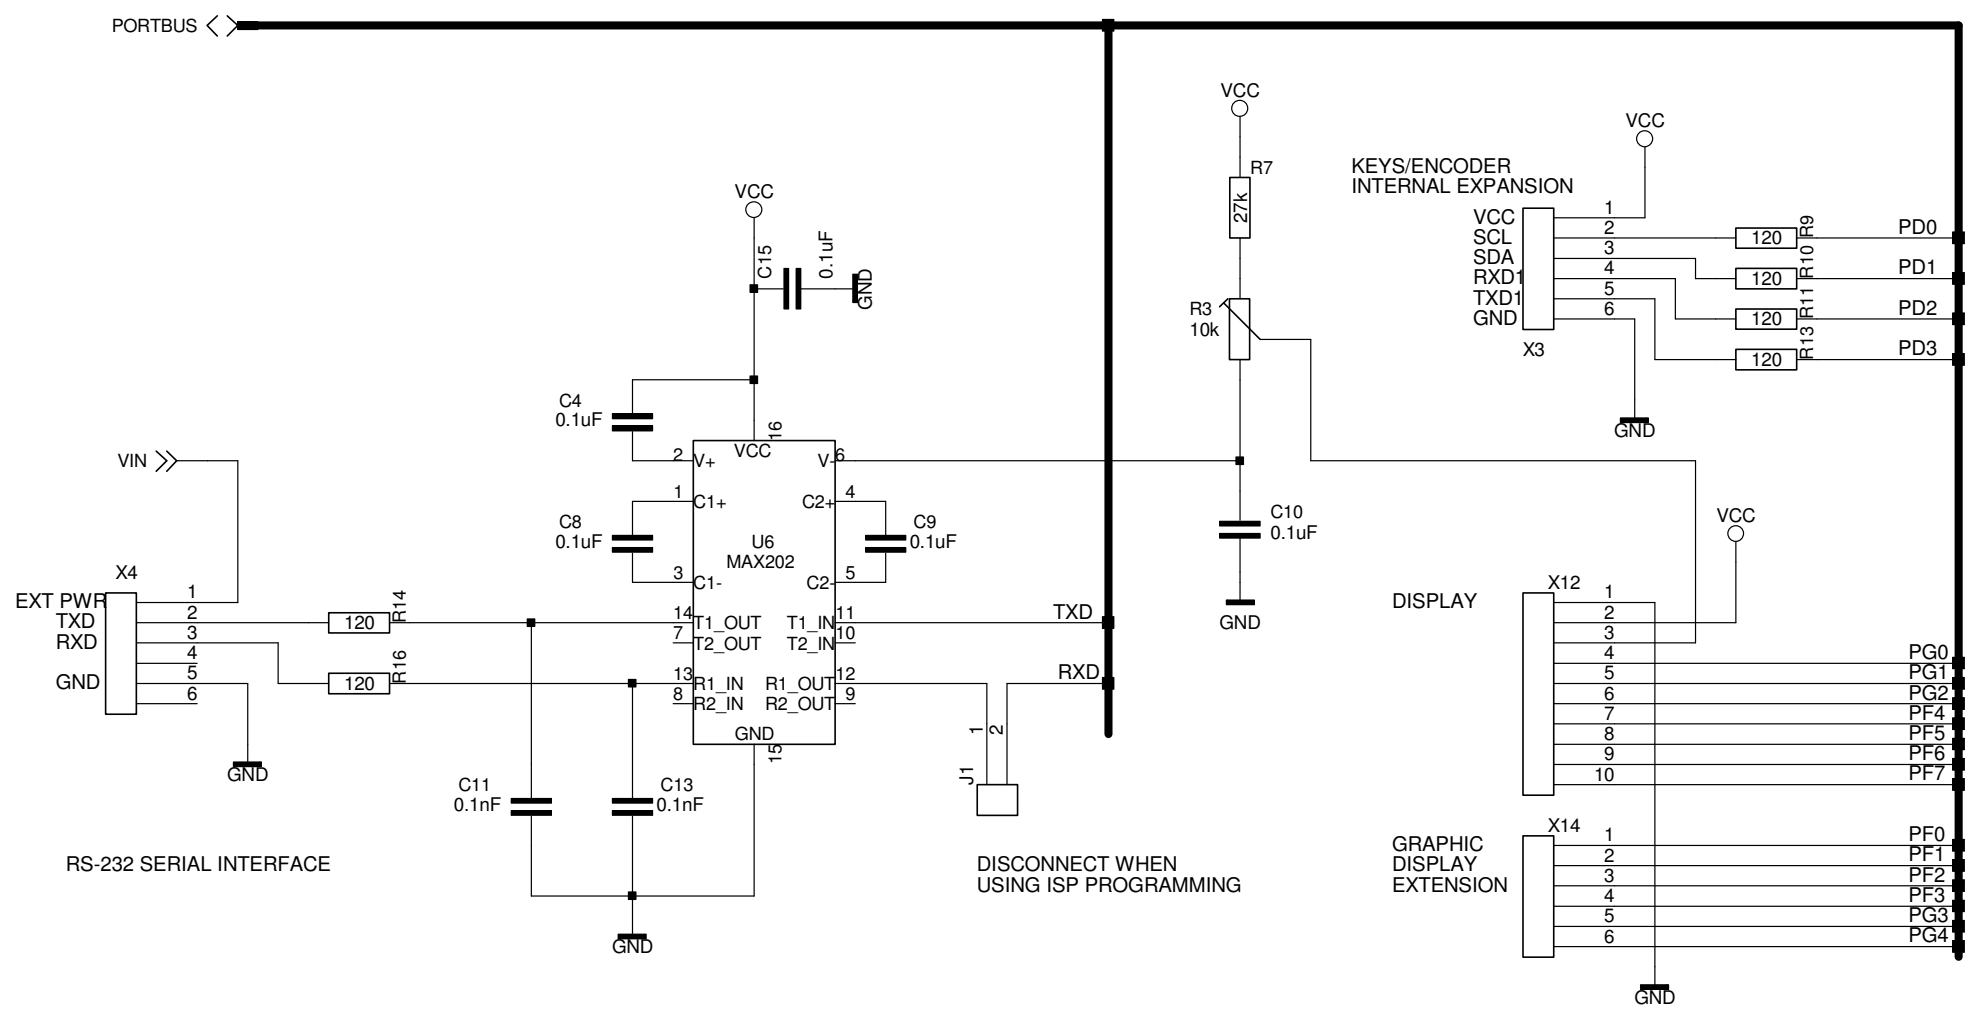 PORTBUS
VCC
R7
27k
R3
10k
VCC
C15
0.1uF
GND
C4
0.1uF
VIN
X4
EXT PWR
TXD
RXD
GND
1
2
3
4
5
6
GND
120
R14
120
R16
C8
0.1uF
2
V+
1
C1+
3
C1-
14
T1_OUT
7
T2_OUT
13
R1_IN
8
R2_IN
16
VCC
U6
MAX202
GND
15
V-
6
C2+
4
C2-
5
T1_IN
11
T2_IN
10
R1_OUT
12
R2_OUT
9
C9
0.1uF
TXD
RXD
1
2
J1
C10
0.1uF
GND
C11
0.1nF
C13
0.1nF
GND
RS-232 SERIAL INTERFACE
DISCONNECT WHEN
USING ISP PROGRAMMING
KEYS/ENCODER
INTERNAL EXPANSION
VCC
VCC
SCL
SDA
RXD1
TXD1
GND
X3
1
2
3
4
5
6
120
R9
120
R10
120
R11
120
R13
PD0
PD1
PD2
PD3
GND
VCC
DISPLAY
X12
1
2
3
4
5
6
7
8
9
10
PG0
PG1
PG2
PF4
PF5
PF6
PF7
GRAPHIC
DISPLAY
EXTENSION
X14
1
2
3
4
5
6
PF0
PF1
PF2
PF3
PG3
PG4
GND